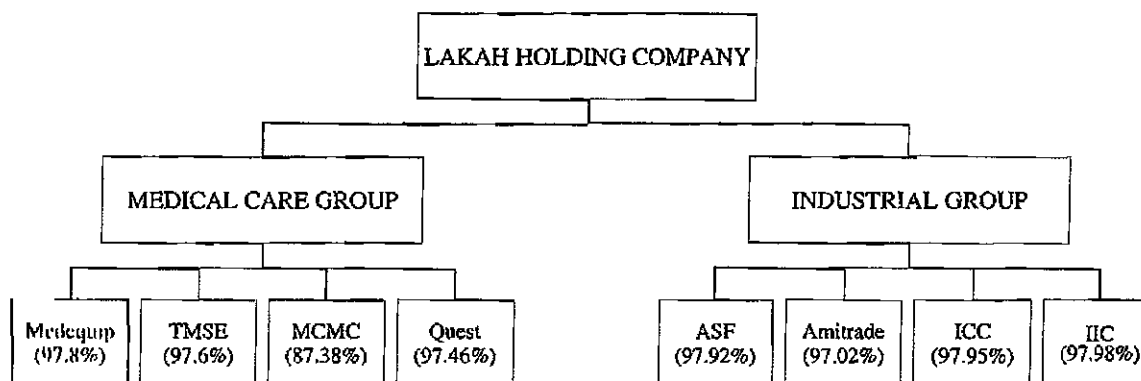 LAKAH HOLDING COMPANY
MEDICAL CARE GROUP
INDUSTRIAL GROUP
Medequip
(97.8%)
TMSE
(97.6%)
MCMC
(87.38%)
Quest
(97.46%)
ASF
(97.92%)
Amitrade
(97.02%)
ICC
(97.95%)
IIC
(97.98%)